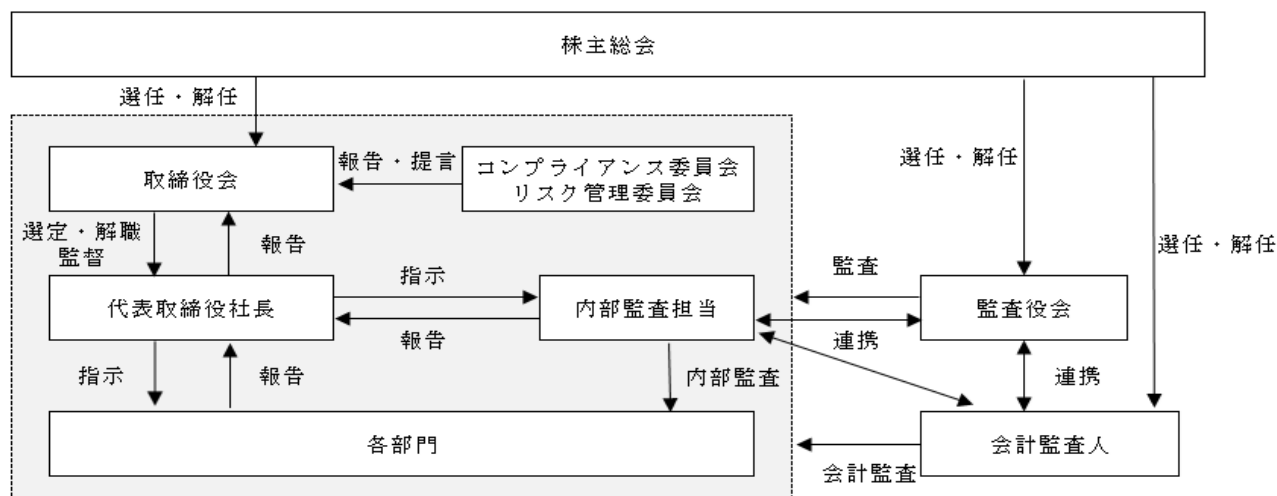 株主総会
選任・解任
取締役会
報告・提言
コンプライアンス委員会
リスク管理委員会
選任・解任
選任・解任
選定・解職
監督
報告
代表取締役社長
指示
報告
内部監査担当
監査
連携
監査役会
指示
報告
内部監査
連携
各部門
会計監査
会計監査人